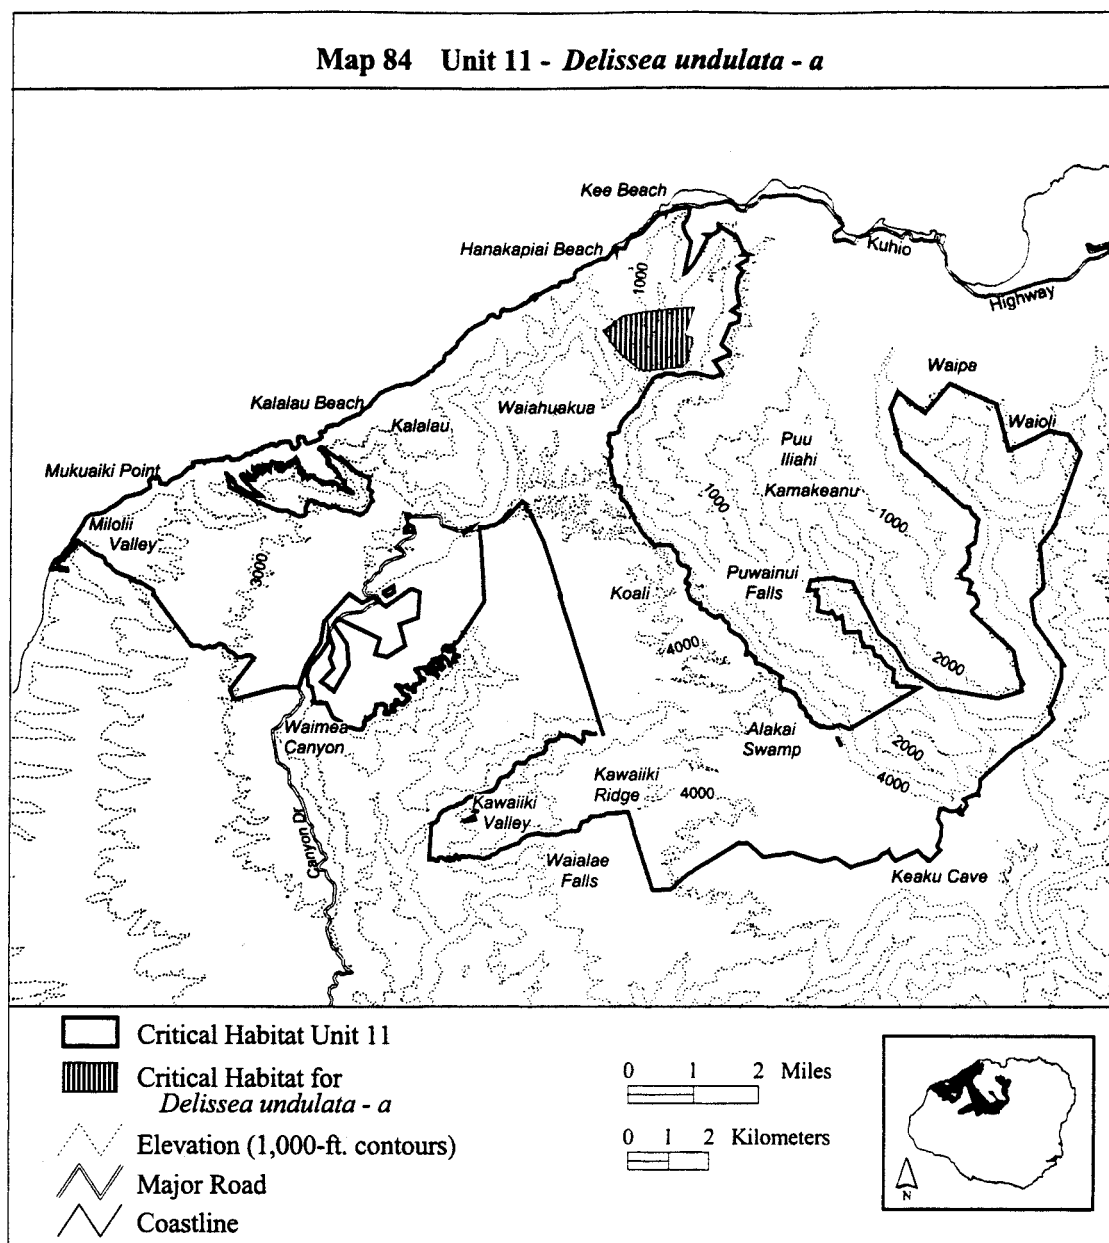 Map 84 Unit 11 - Delissea undulata - a
Kee Beach
Hanakapiai Beach
Kuhio
Highway
1000
Waipa
Kalalau Beach
Waiahuakua
Waioli
Kalalau
Puu
Iliahi
Mukuaiki Point
Kamakeanu
1000
1000
Milolii
Valley
3000
Puwainui
Falls
Koali
4000
2000
Waimea
Canyon
Alakai
Swamp
2000
4000
Kawaiiki
Ridge
4000
Kawaiiki
Valley
Canyon Dr
Waialae
Falls
Keaku Cave
Critical Habitat Unit 11
Critical Habitat for
Delissea undulata - a
Elevation (1,000-ft. contours)
Major Road
Coastline
0 1 2 Miles
0 1 2 Kilometers
N